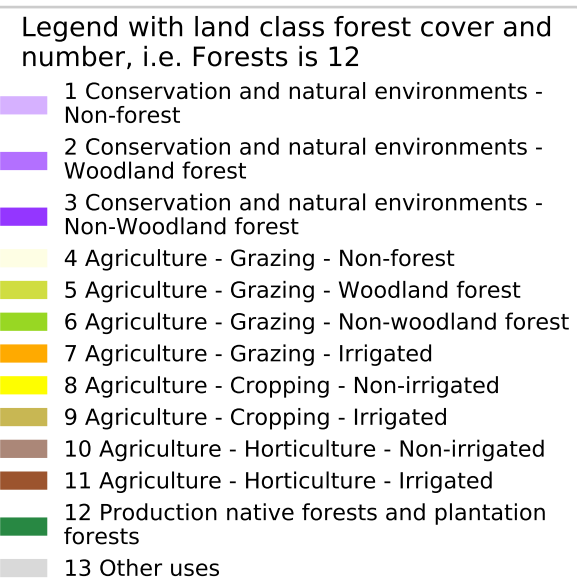 Legend with land class forest cover and
number, i.e. Forests is 12
1 Conservation and natural environments -
Non-forest
2 Conservation and natural environments -
Woodland forest
3 Conservation and natural environments -
Non-Woodland forest
4 Agriculture - Grazing - Non-forest
5 Agriculture - Grazing - Woodland forest
6 Agriculture - Grazing - Non-woodland forest
7 Agriculture - Grazing - Irrigated
8 Agriculture - Cropping - Non-irrigated
9 Agriculture - Cropping - Irrigated
10 Agriculture - Horticulture - Non-irrigated
11 Agriculture - Horticulture - Irrigated
12 Production native forests and plantation
forests
13 Other uses